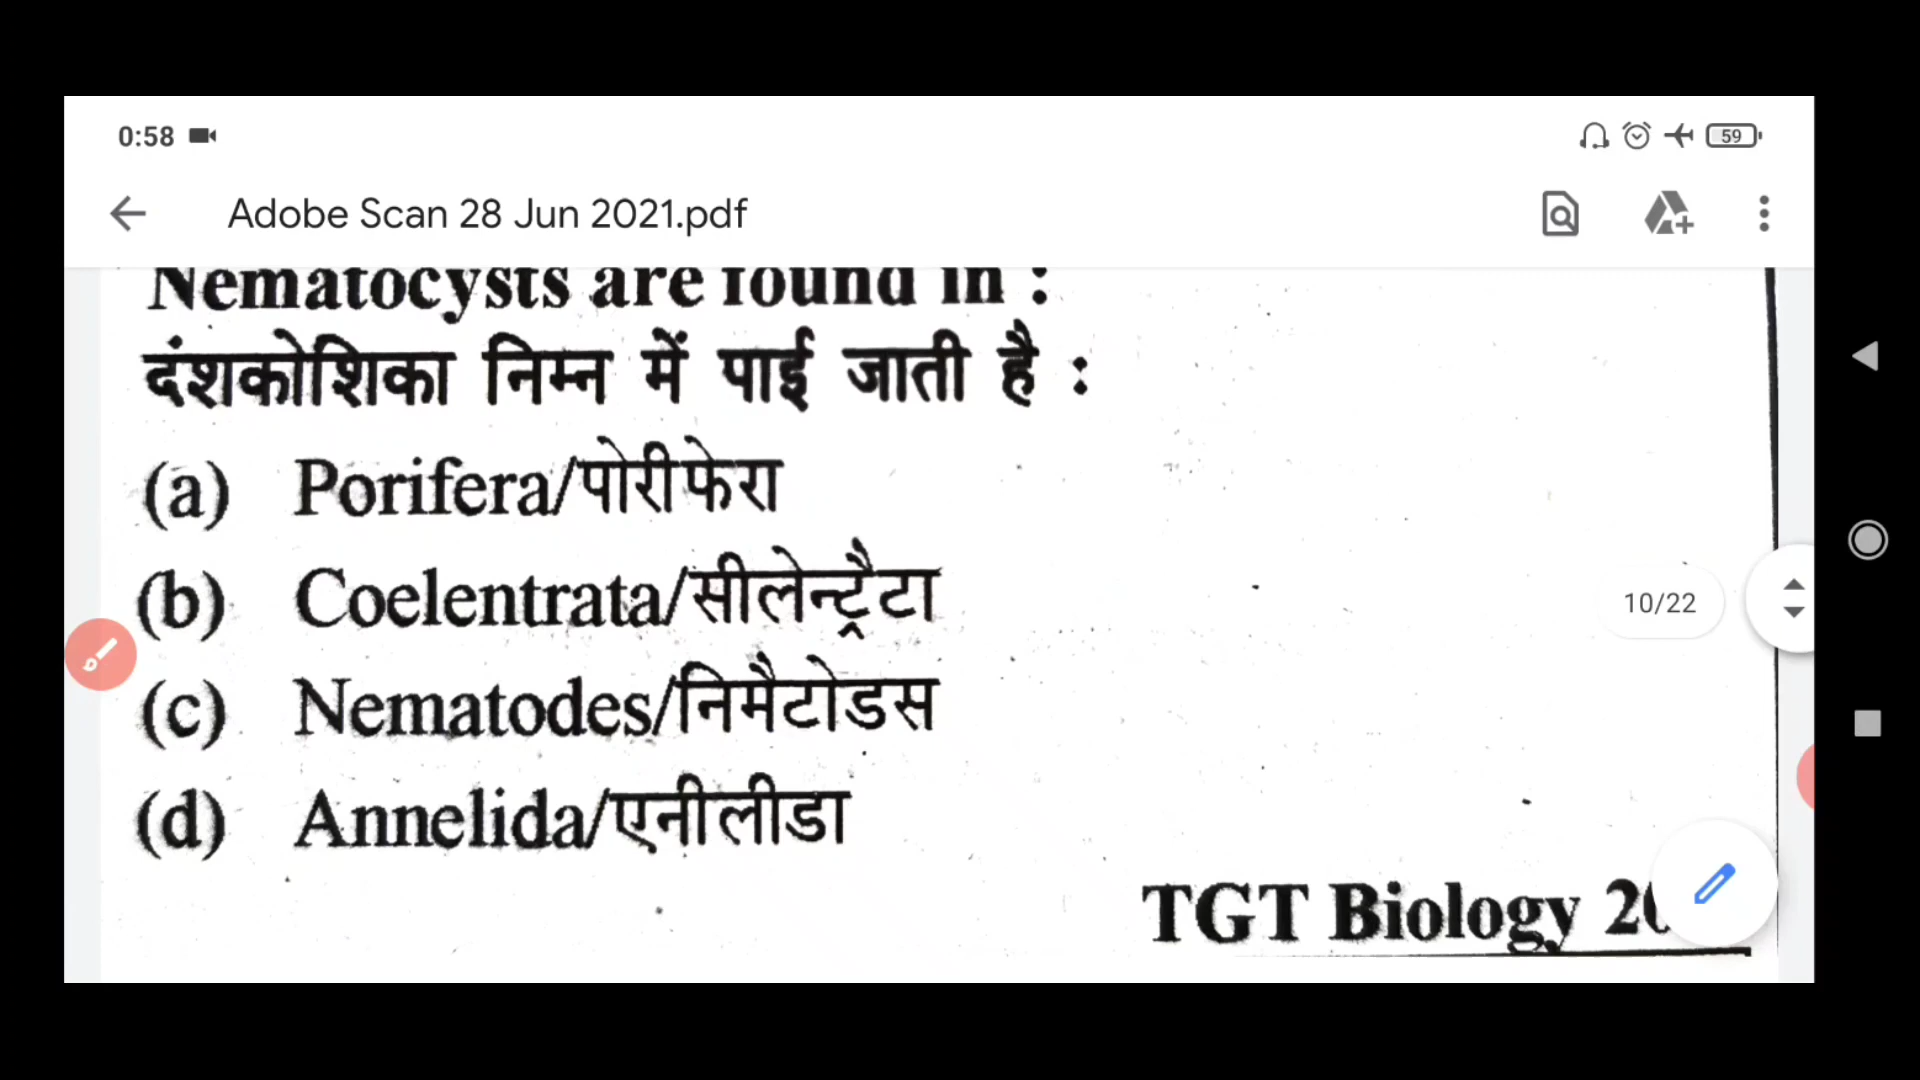 0:58
59
Adobe Scan 28 Jun 2021.pdf
Nematocysts are found in :
दंशकोशिका निम्न में पाई जाती है :
(a) Porifera/पोरीफेरा
(b) Coelentrata/सीलेन्ट्रैटा
10/22
(c) Nematodes/निमैटोडस
(d) Annelida/एनीलीडा
TGT Biology